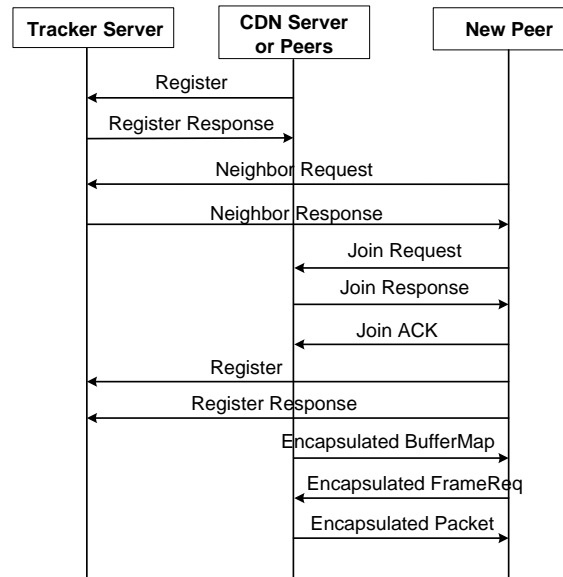 Tracker Server
CDN Server
or Peers
New Peer
Register
Register Response
Neighbor Request
Neighbor Response
Join Request
Join Response
Join ACK
Register
Register Response
Encapsulated BufferMap
Encapsulated FrameReq
Encapsulated Packet